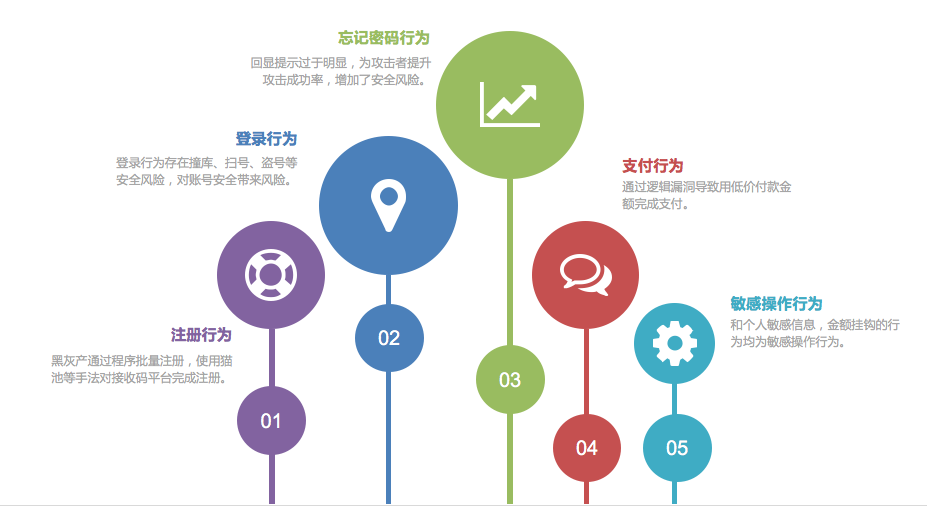 忘记密码行为
回显提示过于明显，为攻击者提升
攻击成功率，增加了安全风险。
登录行为
登录行为存在撞库、扫号、盗号等
安全风险，对账号安全带来风险。
支付行为
通过逻辑漏洞导致用低价付款金
额完成支付。
注册行为
黑灰产通过程序批量注册，使用猫
池等手法对接收码平台完成注册。
敏感操作行为
和个人敏感信息，金额挂钩的行
为均为敏感操作行为。
01
02
03
04
05